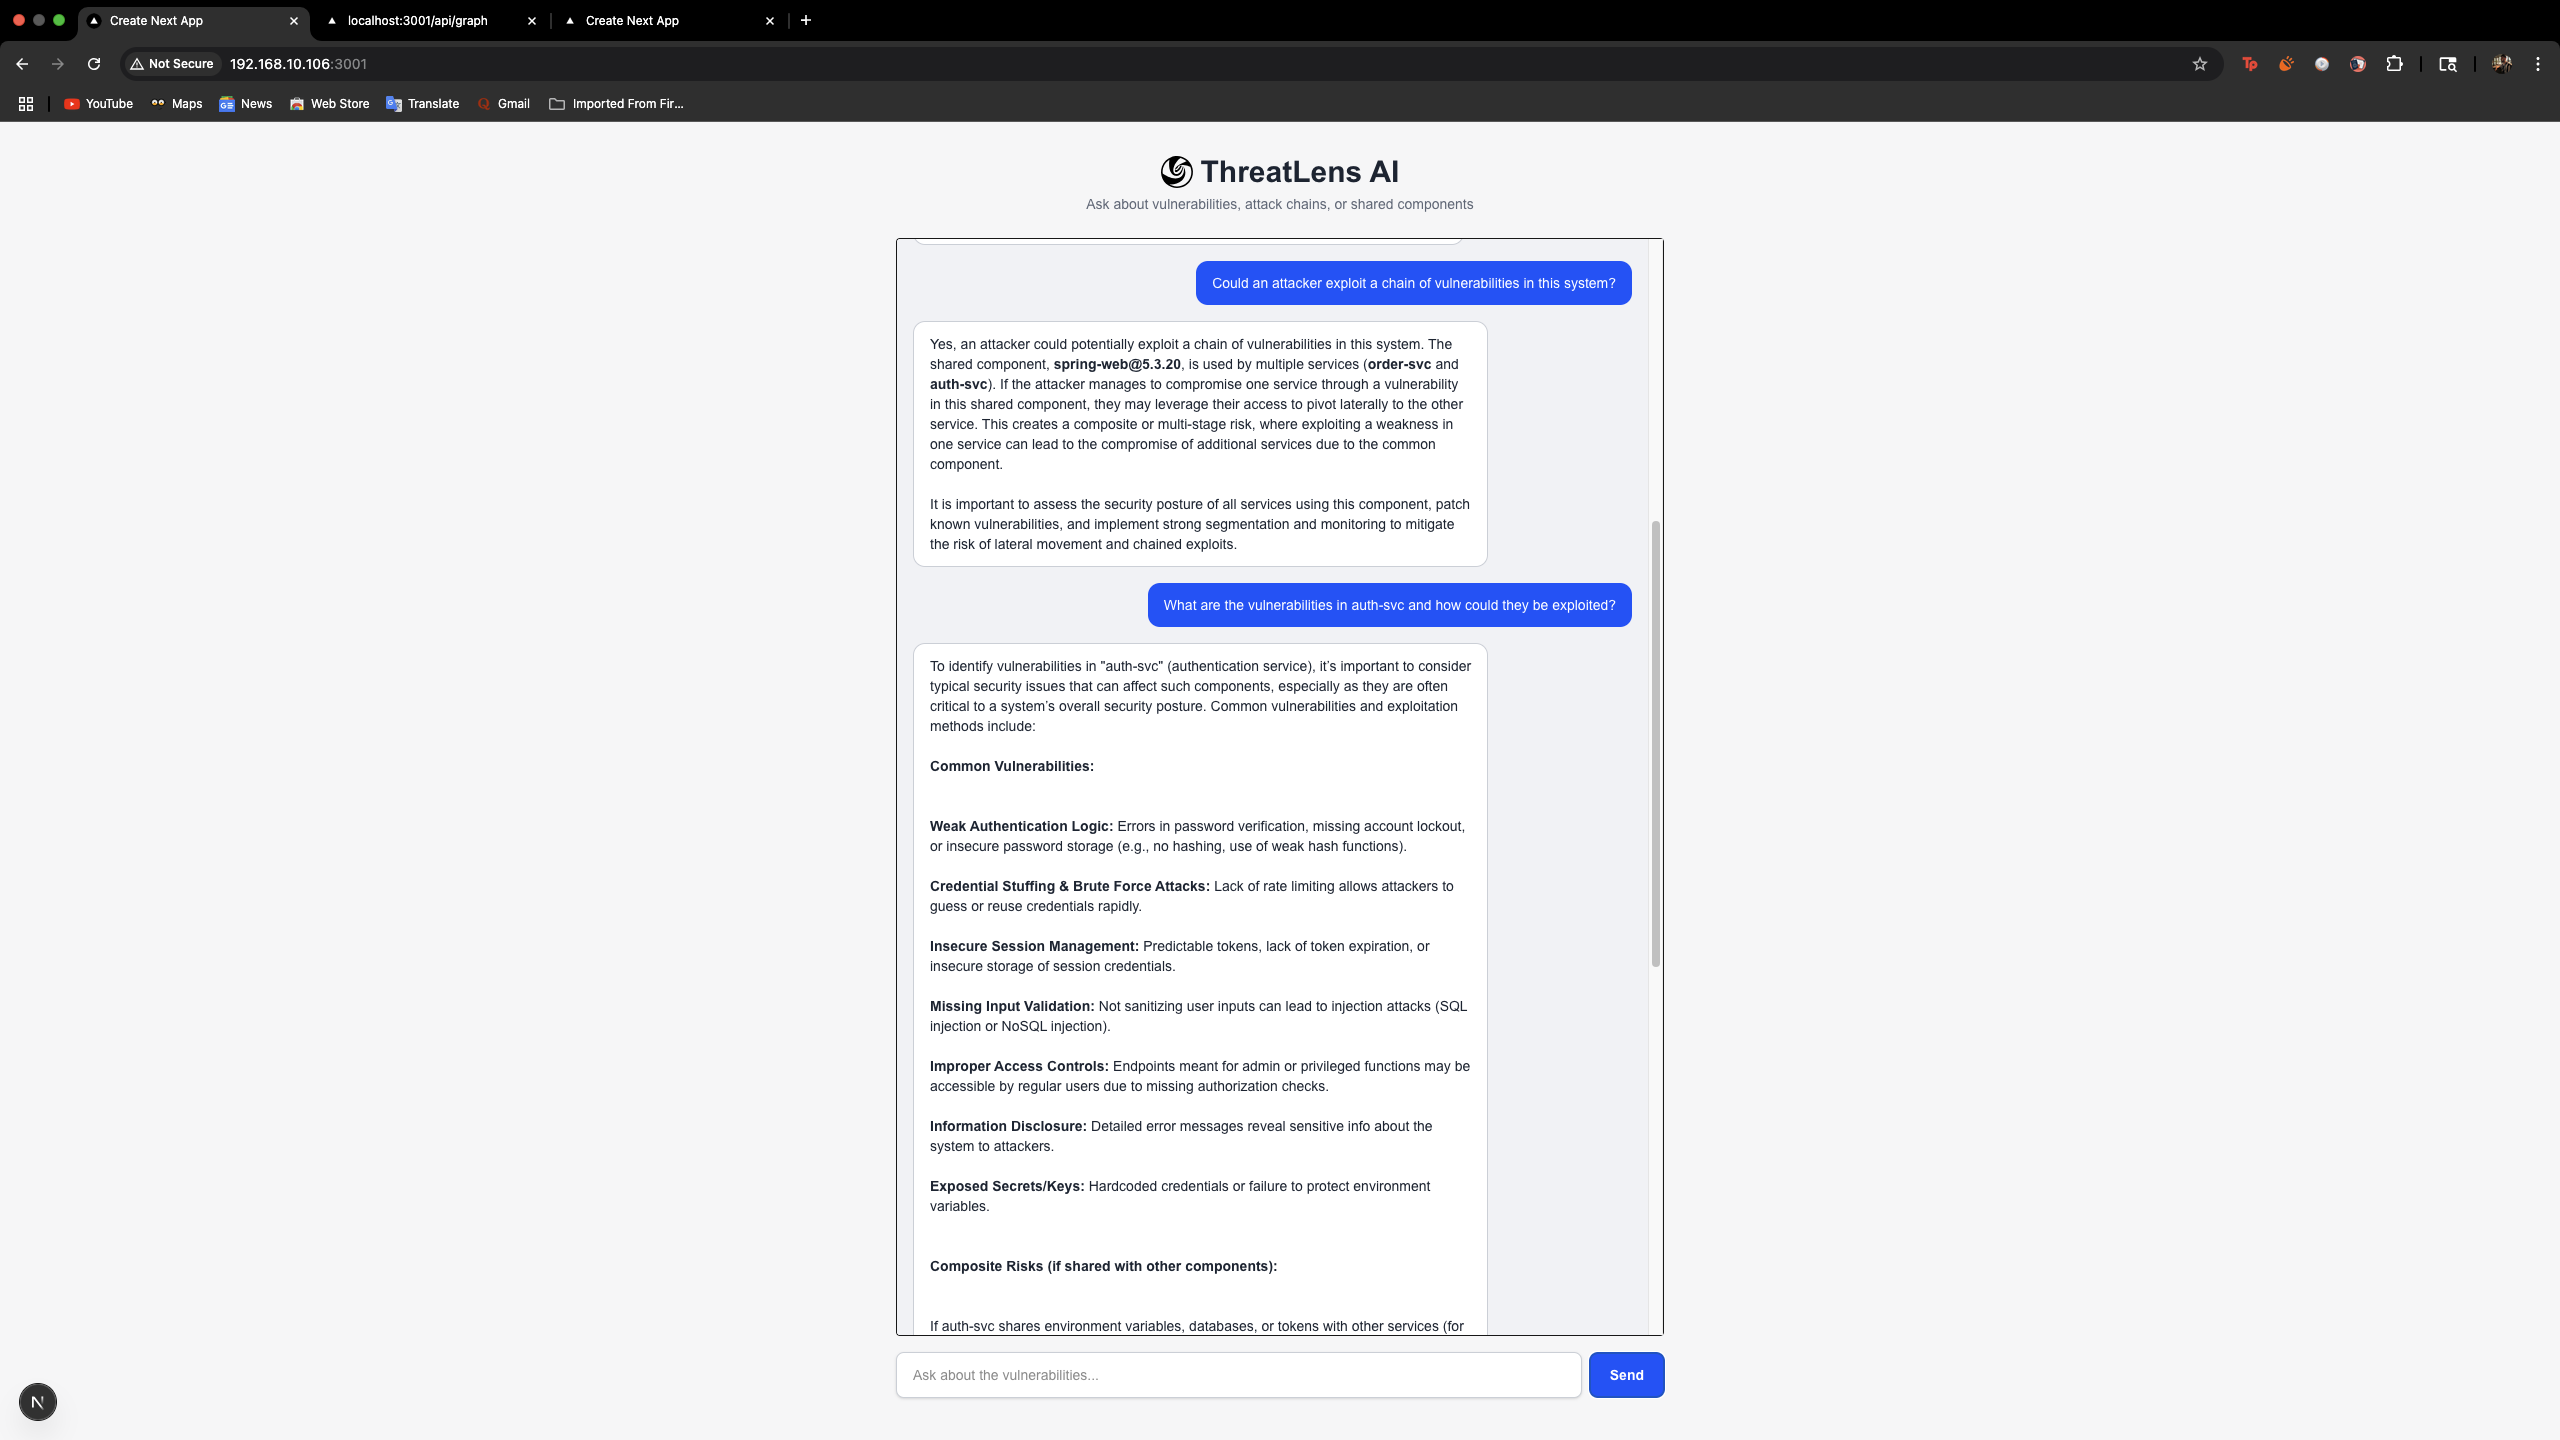 Create Next App
localhost:3001/api/graph
Create Next App
Not Secure
192.168.10.106:3001
Tp
YouTube
Maps
News
Web Store
Translate
Gmail
Imported From Fir...
ThreatLens AI
Ask about vulnerabilities, attack chains, or shared components
Could an attacker exploit a chain of vulnerabilities in this system?
Yes, an attacker could potentially exploit a chain of vulnerabilities in this system. The
shared component, spring-web@5.3.20, is used by multiple services (order-svc and
auth-svc). If the attacker manages to compromise one service through a vulnerability
in this shared component, they may leverage their access to pivot laterally to the other
service. This creates a composite or multi-stage risk, where exploiting a weakness in
one service can lead to the compromise of additional services due to the common
component.
It is important to assess the security posture of all services using this component, patch
known vulnerabilities, and implement strong segmentation and monitoring to mitigate
the risk of lateral movement and chained exploits.
What are the vulnerabilities in auth-svc and how could they be exploited?
To identify vulnerabilities in "auth-svc" (authentication service), it's important to consider
typical security issues that can affect such components, especially as they are often
critical to a system's overall security posture. Common vulnerabilities and exploitation
methods include:
Common Vulnerabilities:
Weak Authentication Logic: Errors in password verification, missing account lockout,
or insecure password storage (e.g., no hashing, use of weak hash functions).
Credential Stuffing & Brute Force Attacks: Lack of rate limiting allows attackers to
guess or reuse credentials rapidly.
Insecure Session Management: Predictable tokens, lack of token expiration, or
insecure storage of session credentials.
Missing Input Validation: Not sanitizing user inputs can lead to injection attacks (SQL
injection or NoSQL injection).
Improper Access Controls: Endpoints meant for admin or privileged functions may be
accessible by regular users due to missing authorization checks.
Information Disclosure: Detailed error messages reveal sensitive info about the
system to attackers.
Exposed Secrets/Keys: Hardcoded credentials or failure to protect environment
variables.
Composite Risks (if shared with other components):
If auth-svc shares environment variables, databases, or tokens with other services (for
Ask about the vulnerabilities...
Send
N